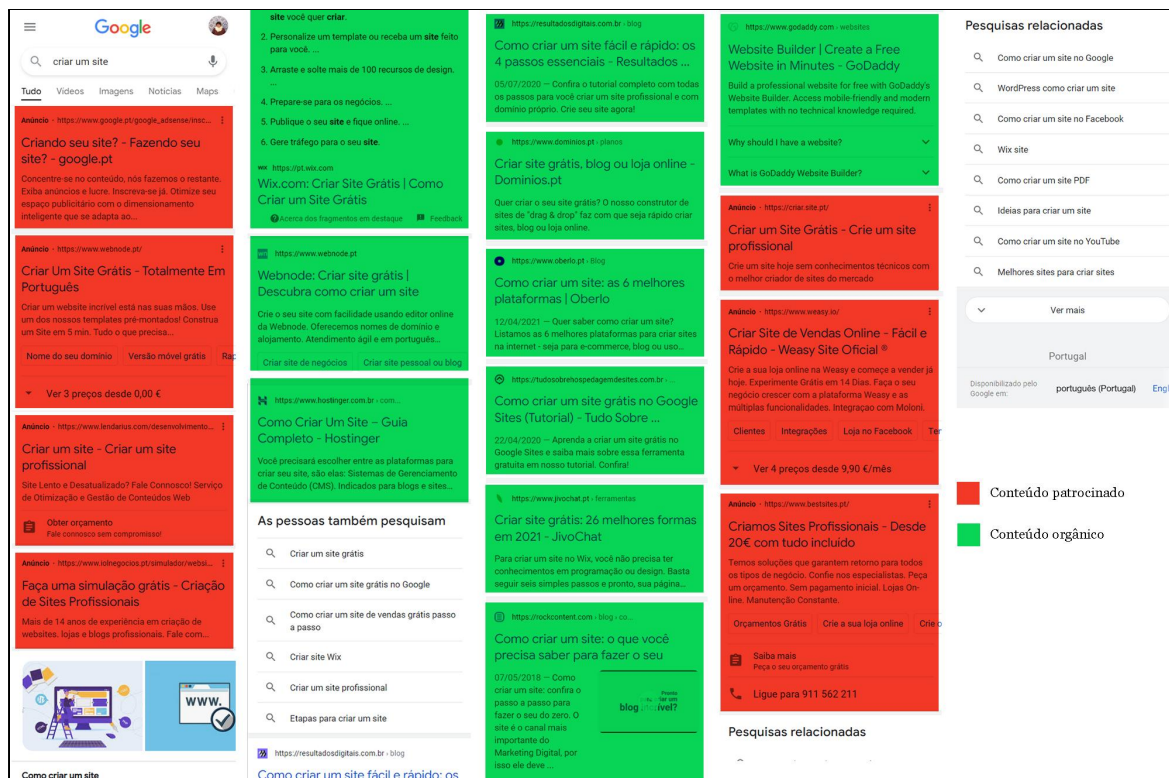 Google
criar um site
Tudo Vídeos Imagens Notícias Maps
Anúncio · https://www.google.pt/google_adsense/insc...
Criando seu site? - Fazendo seu
site? - google.pt
Concentre-se no conteúdo, nós fazemos o restante.
Exiba anúncios e lucre. Inscreva-se já. Otimize seu
espaço publicitário com o dimensionamento
inteligente que se adapta ao...
Anúncio · https://www.webnode.pt/
Criar Um Site Grátis - Totalmente Em
Português
Criar um website incrível está nas suas mãos. Use
um dos nossos templates pré-montados! Construa
um Site em 5 min. Tudo o que precisa...
Nome do seu domínio Versão móvel grátis Rap
Ver 3 preços desde 0,00 €
Anúncio · https://www.lendarius.com/desenvolvimento...
Criar um site - Criar um site
profissional
Site Lento e Desatualizado? Fale Connosco! Serviço
de Otimização e Gestão de Conteúdos Web
Obter orçamento
Fale connosco sem compromisso!
Anúncio · https://www.iolnegocios.pt/simulador/websi...
Faça uma simulação grátis - Criação
de Sites Profissionais
Mais de 14 anos de experiência em criação de
websites, lojas e blogs profissionais. Fale com...
www.
Como criar um site
site você quer criar.
2. Personalize um template ou receba um site feito
para você. ...
3. Arraste e solte mais de 100 recursos de design.
...
4. Prepare-se para os negócios. ...
5. Publique o seu site e fique online. ...
6. Gere tráfego para o seu site.
WIX https://pt.wix.com
Wix.com: Criar Site Grátis | Como
Criar um Site Grátis
Acerca dos fragmentos em destaque Feedback
https://www.webnode.pt
Webnode: Criar site grátis |
Descubra como criar um site
Crie o seu site com facilidade usando editor online
da Webnode. Oferecemos nomes de domínio e
alojamento. Atendimento ágil e em português...
Criar site de negócios Criar site pessoal ou blog
https://www.hostinger.com.br › com...
Como Criar Um Site – Guia
Completo - Hostinger
Você precisará escolher entre as plataformas para
criar seu site, são elas: Sistemas de Gerenciamento
de Conteúdo (CMS). Indicados para blogs e sites...
As pessoas também pesquisam
Criar um site grátis
Como criar um site grátis no Google
Como criar um site de vendas grátis passo
a passo
Criar site Wix
Criar um site profissional
Etapas para criar um site
https://resultadosdigitais.com.br › blog
Como criar um site fácil e rápido: os
https://resultadosdigitais.com.br › blog
Como criar um site fácil e rápido: os
4 passos essenciais - Resultados ...
05/07/2020 — Confira o tutorial completo com todas
os passos para você criar um site profissional e com
domínio próprio. Crie seu site agora!
https://www.dominios.pt › planos
Criar site grátis, blog ou loja online -
Dominios.pt
Quer criar o seu site grátis? O nosso construtor de
sites de "drag & drop" faz com que seja rápido criar
sites, blog ou loja online.
https://www.oberlo.pt › Blog
Como criar um site: as 6 melhores
plataformas | Oberlo
12/04/2021 — Quer saber como criar um site?
Listamos as 6 melhores plataformas para criar sites
na internet - seja para e-commerce, blog ou uso...
https://tudosobrehospedagemdesites.com.br › ...
Como criar um site grátis no Google
Sites (Tutorial) - Tudo Sobre ...
22/04/2020 — Aprenda a criar um site grátis no
Google Sites e saiba mais sobre essa ferramenta
gratuita em nosso tutorial. Confira!
https://www.jivochat.pt › ferramentas
Criar site grátis: 26 melhores formas
em 2021 - JivoChat
Para criar um site no Wix, você não precisa ter
conhecimentos em programação ou design. Basta
seguir seis simples passos e pronto, sua página...
https://rockcontent.com › blog › co...
Como criar um site: o que você
precisa saber para fazer o seu
07/05/2018 — Como
criar um site: confira o
passo a passo para
fazer o seu do zero. O
site é o canal mais
importante do
Marketing Digital, por
isso ele deve ...
Pronto
blog
https://www.godaddy.com › websites
Website Builder | Create a Free
Website in Minutes - GoDaddy
Build a professional website for free with GoDaddy's
Website Builder. Access mobile-friendly and modern
templates with no technical knowledge required.
Why should I have a website?
What is GoDaddy Website Builder?
Anúncio · https://criar.site.pt/
Criar um Site Grátis - Crie um site
profissional
Crie um site hoje sem conhecimentos técnicos com
o melhor criador de sites do mercado
Anúncio · https://www.weasy.io/
Criar Site de Vendas Online - Fácil e
Rápido - Weasy Site Oficial ®
Crie a sua loja online na Weasy e começe a vender já
hoje. Experimente Grátis em 14 Dias. Faça o seu
negócio crescer com a plataforma Weasy e as
múltiplas funcionalidades. Integraçao com Moloni.
Clientes Integrações Loja no Facebook Ter
Ver 4 preços desde 9,90 €/mês
Anúncio · https://www.bestsites.pt/
Criamos Sites Profissionais - Desde
20€ com tudo incluído
Temos soluções que garantem retorno para todos
os tipos de negócio. Confie nos especialistas. Peça
um orçamento. Sem pagamento inicial. Lojas On-
line. Manutenção Constante.
Orçamentos Grátis Crie a sua loja online Crie o
Saiba mais
Peça o seu orçamento grátis
Ligue para 911 562 211
Pesquisas relacionadas
Pesquisas relacionadas
Como criar um site no Google
WordPress como criar um site
Como criar um site no Facebook
Wix site
Como criar um site PDF
Ideias para criar um site
Como criar um site no YouTube
Melhores sites para criar sites
Ver mais
Portugal
Disponibilizado pelo
Google em: português (Portugal) Engl
Conteúdo patrocinado
Conteúdo orgânico